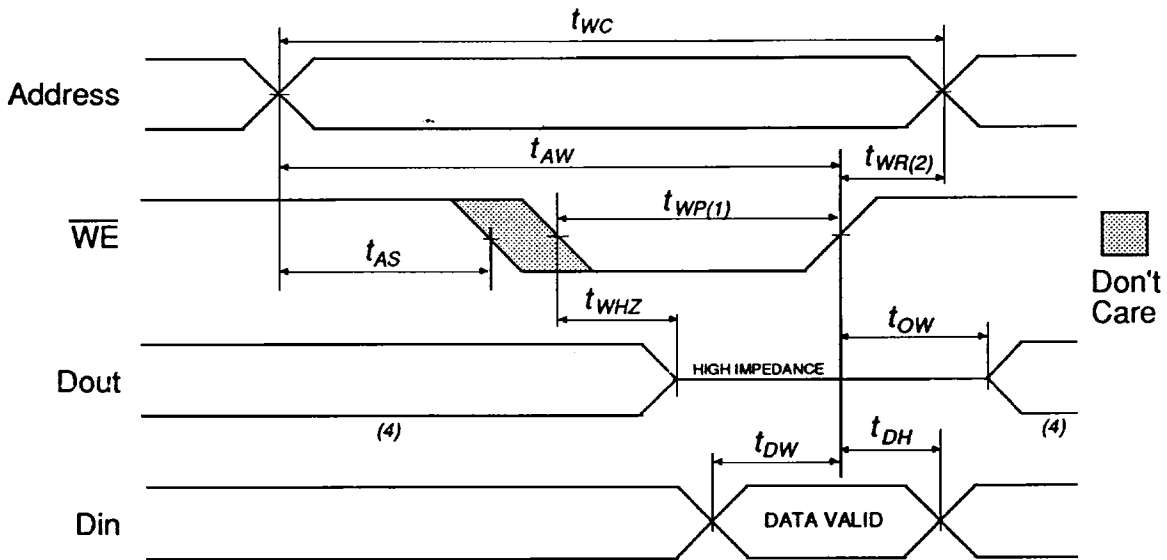 tWC
Address
tAW
tWR(2)
WE
tWP(1)
tAS
Don't
Care
tWHZ
tOW
Dout
HIGH IMPEDANCE
(4)
(4)
tDW
tDH
Din
DATA VALID